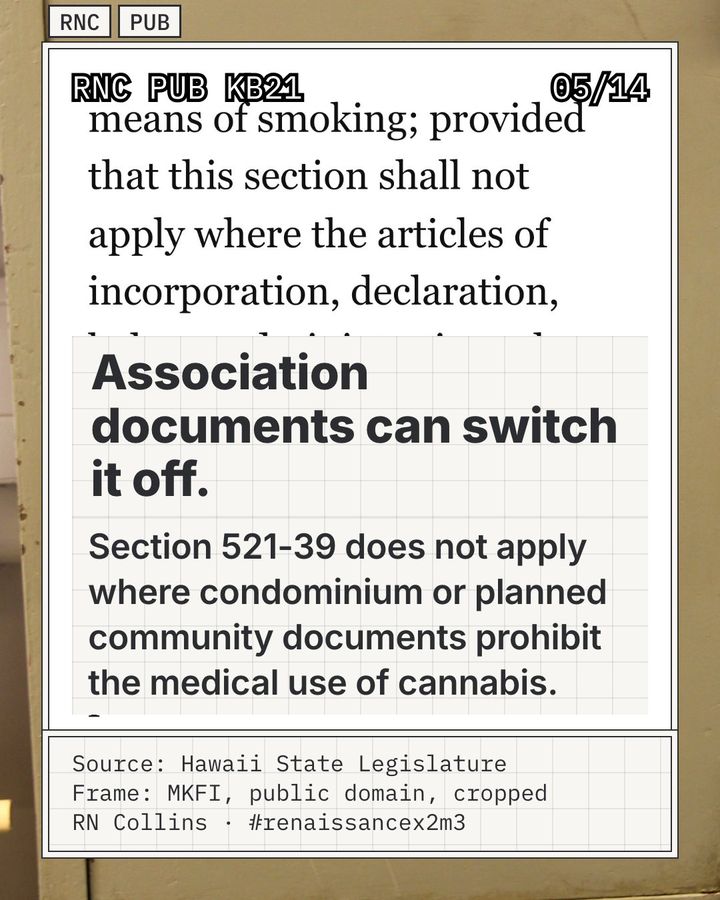 RNC PUB
RNC PUB KB21 05/14
means of smoking; provided
that this section shall not
apply where the articles of
incorporation, declaration,
Association
documents can switch
it off.
Section 521-39 does not apply
where condominium or planned
community documents prohibit
the medical use of cannabis.
Source: Hawaii State Legislature
Frame: MKFI, public domain, cropped
RN Collins · #renaissancex2m3